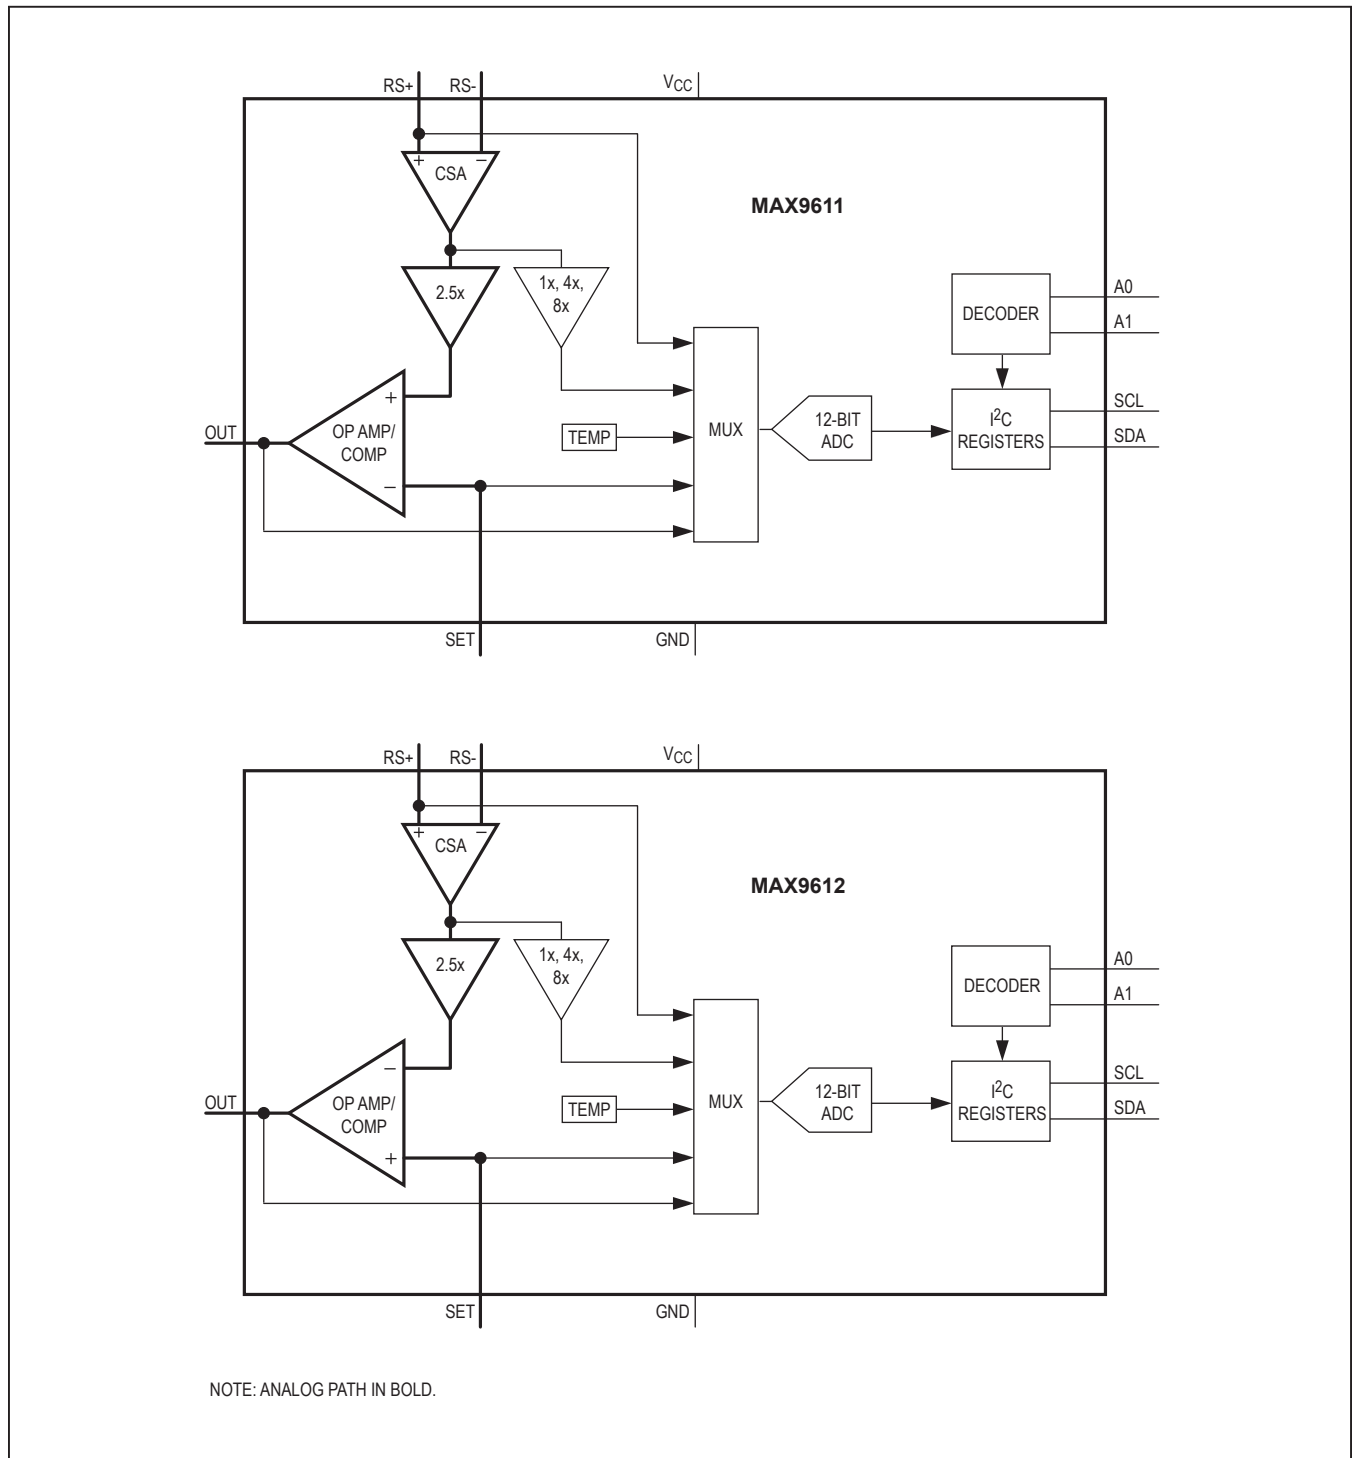 RS+ RS- VCC
+ −
CSA
MAX9611
2.5x
1x, 4x,
8x
DECODER
A0
A1
+
OP AMP/
COMP
−
OUT
TEMP
MUX
12-BIT
ADC
I2C
REGISTERS
SCL
SDA
SET
GND
RS+ RS- VCC
+ −
CSA
MAX9612
2.5x
1x, 4x,
8x
DECODER
A0
A1
−
OP AMP/
COMP
+
OUT
TEMP
MUX
12-BIT
ADC
I2C
REGISTERS
SCL
SDA
SET
GND
NOTE: ANALOG PATH IN BOLD.